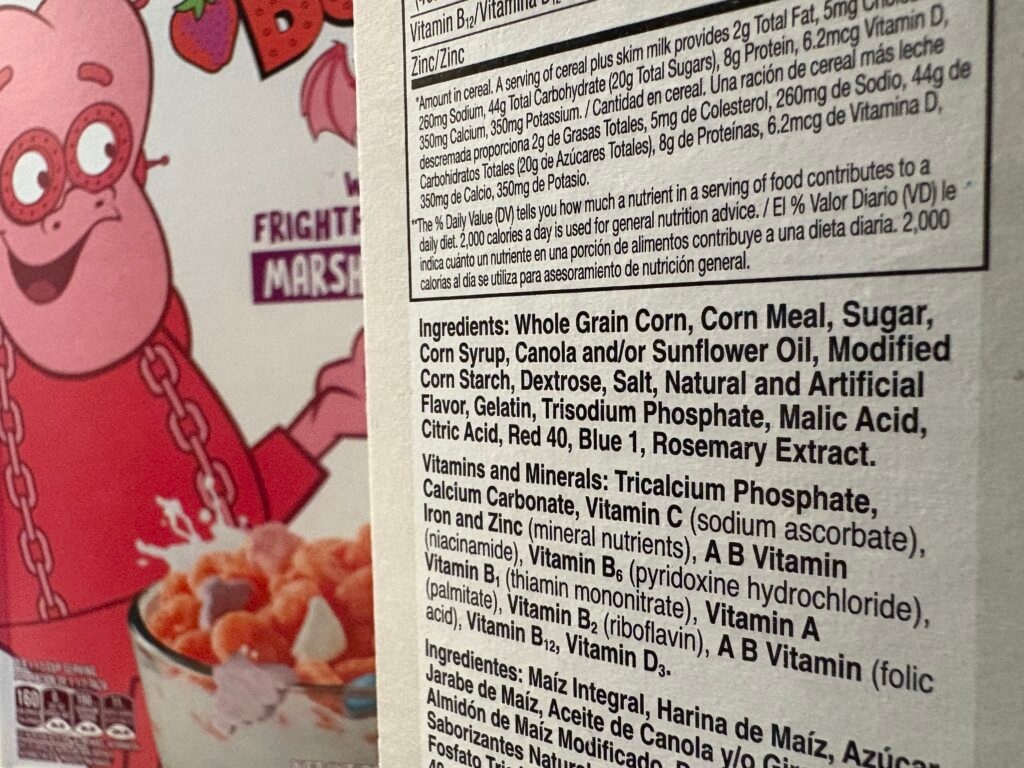 Bo
W
FRIGHTF
MARSH
160
Vitamin B12/Vitamina B12
Zinc/Zinc
*Amount in cereal. A serving of cereal plus skim milk provides 2g Total Fat, 5mg
260mg Sodium, 44g Total Carbohydrate (20g Total Sugars), 8g Protein, 6.2mcg Vitamin D,
350mg Calcium, 350mg Potassium. / Cantidad en cereal. Una ración de cereal más leche
descremada proporciona 2g de Grasas Totales, 5mg de Colesterol, 260mg de Sodio, 44g de
Carbohidratos Totales (20g de Azúcares Totales), 8g de Proteínas, 6.2mcg de Vitamina D,
350mg de Calcio, 350mg de Potasio.
**The % Daily Value (DV) tells you how much a nutrient in a serving of food contributes to a
daily diet. 2,000 calories a day is used for general nutrition advice. / El % Valor Diario (VD) le
indica cuánto un nutriente en una porción de alimentos contribuye a una dieta diaria. 2,000
calorías al día se utiliza para asesoramiento de nutrición general.
Ingredients: Whole Grain Corn, Corn Meal, Sugar,
Corn Syrup, Canola and/or Sunflower Oil, Modified
Corn Starch, Dextrose, Salt, Natural and Artificial
Flavor, Gelatin, Trisodium Phosphate, Malic Acid,
Citric Acid, Red 40, Blue 1, Rosemary Extract.
Vitamins and Minerals: Tricalcium Phosphate,
Calcium Carbonate, Vitamin C (sodium ascorbate),
Iron and Zinc (mineral nutrients), A B Vitamin
(niacinamide), Vitamin B6 (pyridoxine hydrochloride),
Vitamin B1 (thiamin mononitrate), Vitamin A
(palmitate), Vitamin B2 (riboflavin), A B Vitamin (folic
acid), Vitamin B12, Vitamin D3.
Ingredientes: Maíz Integral, Harina de Maíz, Azúcar
Jarabe de Maíz, Aceite de Canola y/o Gir
Almidón de Maíz Modificado, D
Saborizantes Natural
Fosfato Tri
40